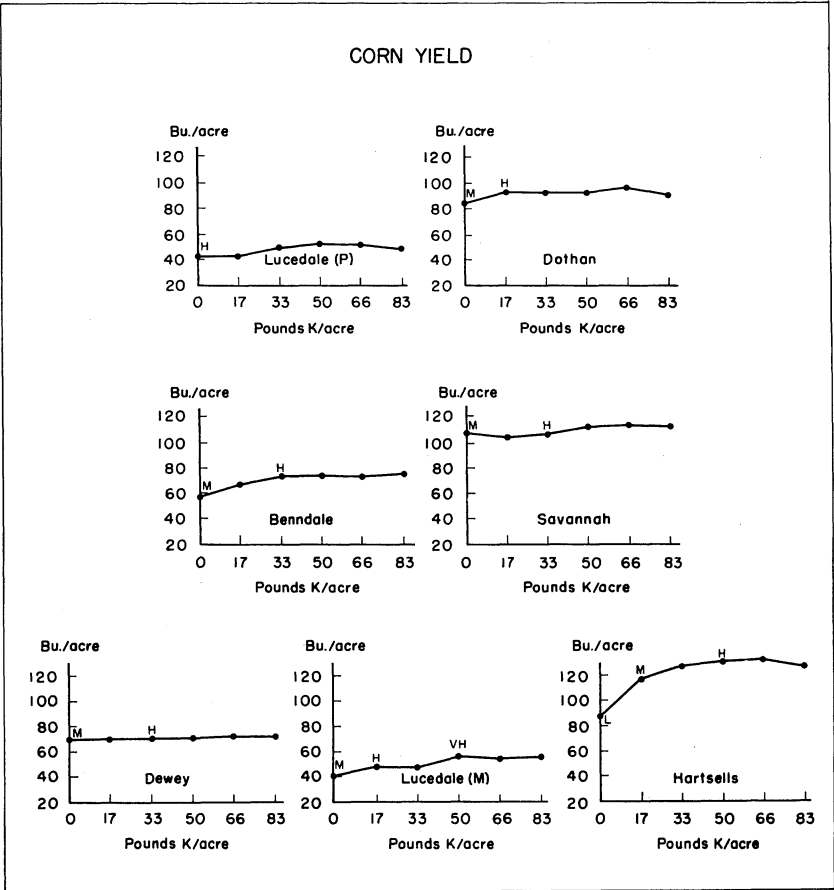 CORN YIELD
Bu./acre
120
100
80
60
40
20
H
Lucedale (P)
0 17 33 50 66 83
Pounds K/acre
Bu./acre
120
100
80
60
40
20
M H
Dothan
0 17 33 50 66 83
Pounds K/acre
Bu./acre
120
100
80
60
40
20
M H
Benndale
0 17 33 50 66 83
Pounds K/acre
Bu./acre
120
100
80
60
40
20
M H
Savannah
0 17 33 50 66 83
Pounds K/acre
Bu./acre
120
100
80
60
40
20
M H
Dewey
0 17 33 50 66 83
Pounds K/acre
Bu./acre
120
100
80
60
40
20
M H VH
Lucedale (M)
0 17 33 50 66 83
Pounds K/acre
Bu./acre
120
100
80
60
40
20
L M H
Hartsells
0 17 33 50 66 83
Pounds K/acre